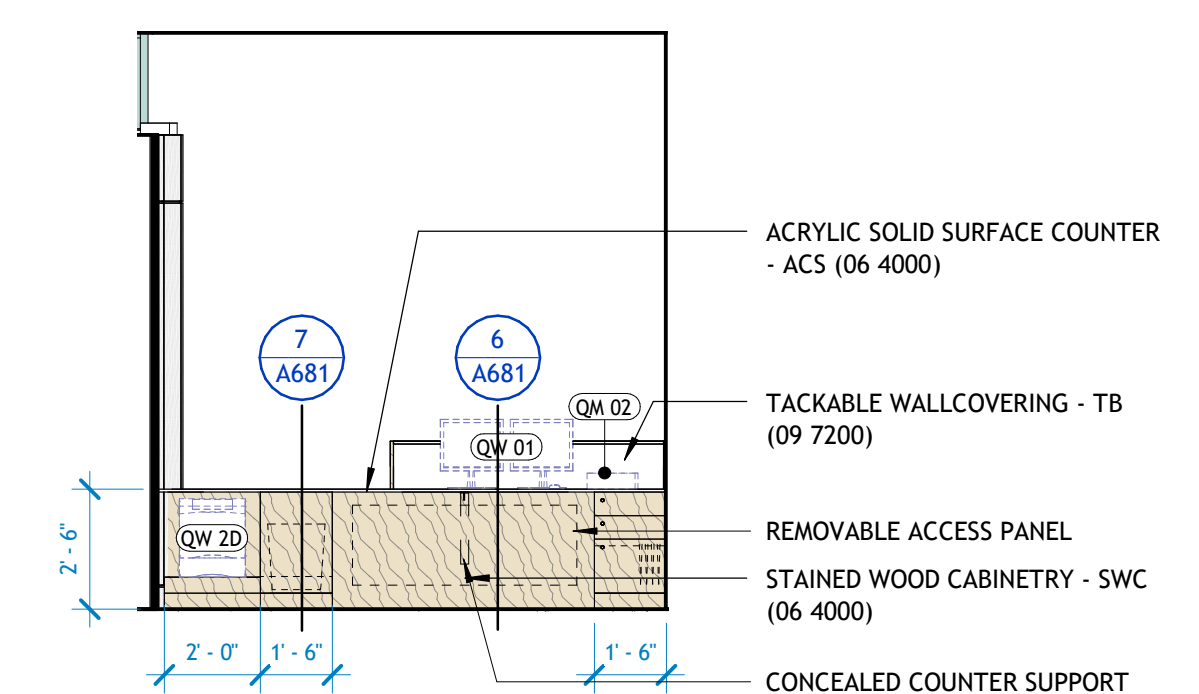 ACRYLIC SOLID SURFACE COUNTER
- ACS (06 4000)
7
A681
6
A681
QM 02
TACKABLE WALLCOVERING - TB
(09 7200)
QW 01
2' - 6"
QW 2D
REMOVABLE ACCESS PANEL
STAINED WOOD CABINETRY - SWC
(06 4000)
2' - 0"
1' - 6"
1' - 6"
CONCEALED COUNTER SUPPORT